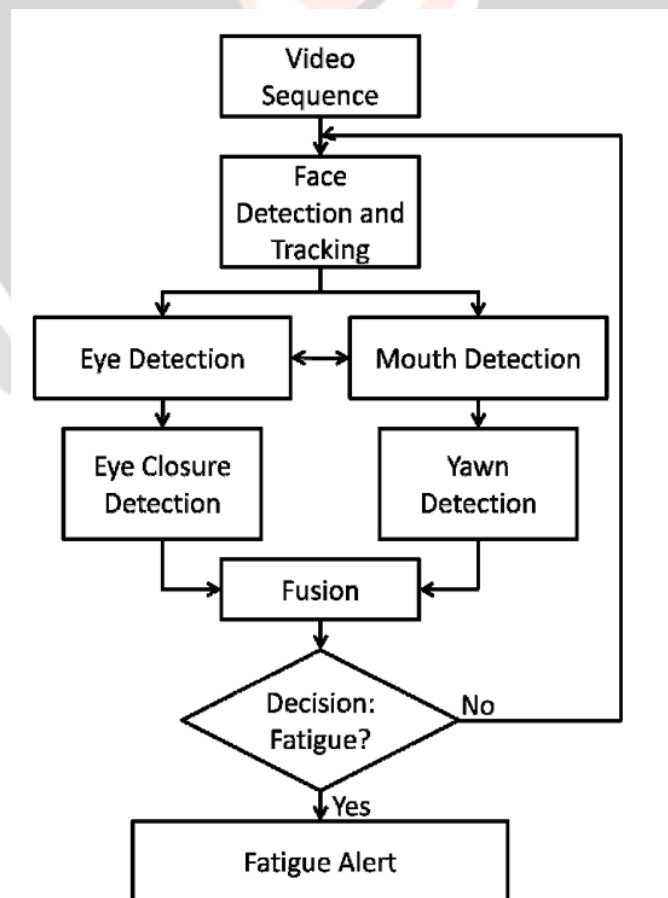 Video
Sequence
Face
Detection and
Tracking
Eye Detection
Mouth Detection
Eye Closure
Detection
Yawn
Detection
Fusion
Decision:
Fatigue?
No
Yes
Fatigue Alert